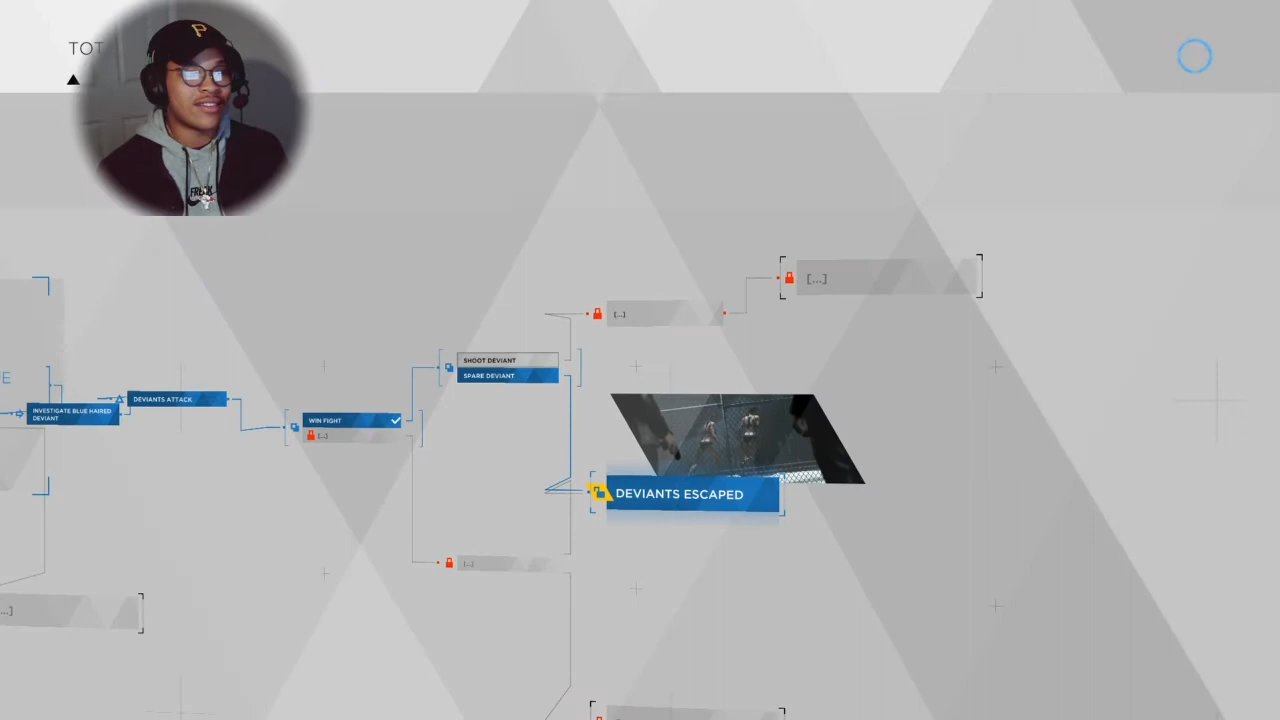 TOT
P
[...]
[...]
SHOOT DEVIANT
SPARE DEVIANT
E
DEVIANTS ATTACK
INVESTIGATE BLUE HAIRED
DEVIANT
WIN FIGHT
[...]
DEVIANTS ESCAPED
[...]
...]